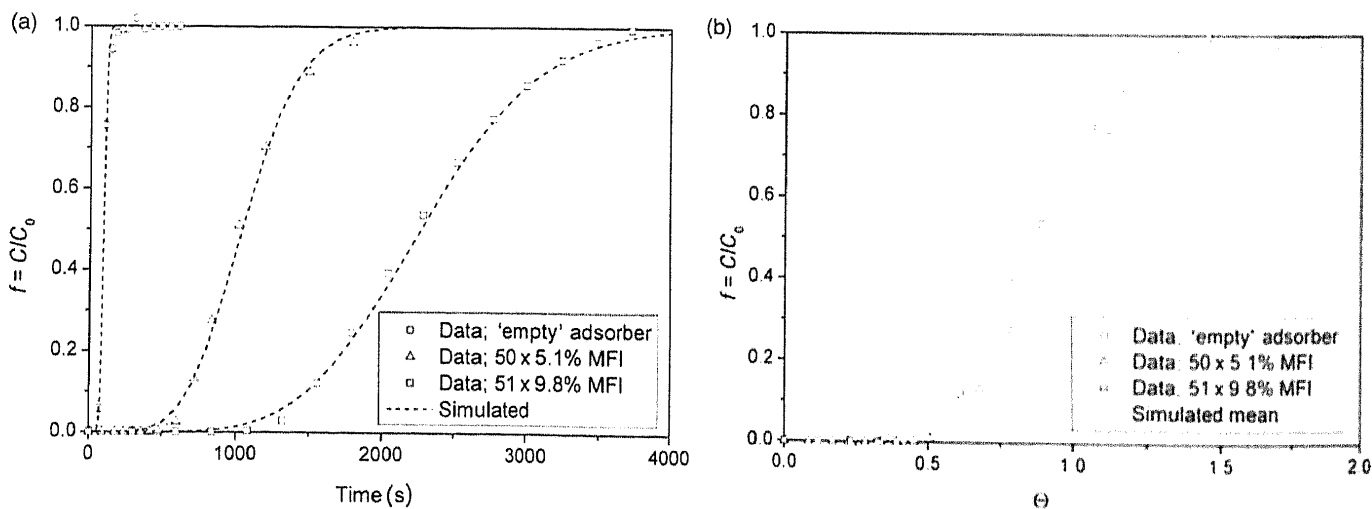 (a)
1.0
0.8
0.6
0.4
0.2
0.0
f = C/C0
0
1000
2000
3000
4000
Time (s)
Data; 'empty' adsorber
Data; 50 x 5.1% MFI
Data; 51 x 9.8% MFI
Simulated
(b)
1.0
0.8
0.6
0.4
0.2
0.0
f = C/C0
0.0
0.5
1 0
1 5
2 0
Θ
Data, 'empty' adsorber
Data, 50 x 5 1% MFI
Data, 51 x 9 8% MFI
Simulated mean